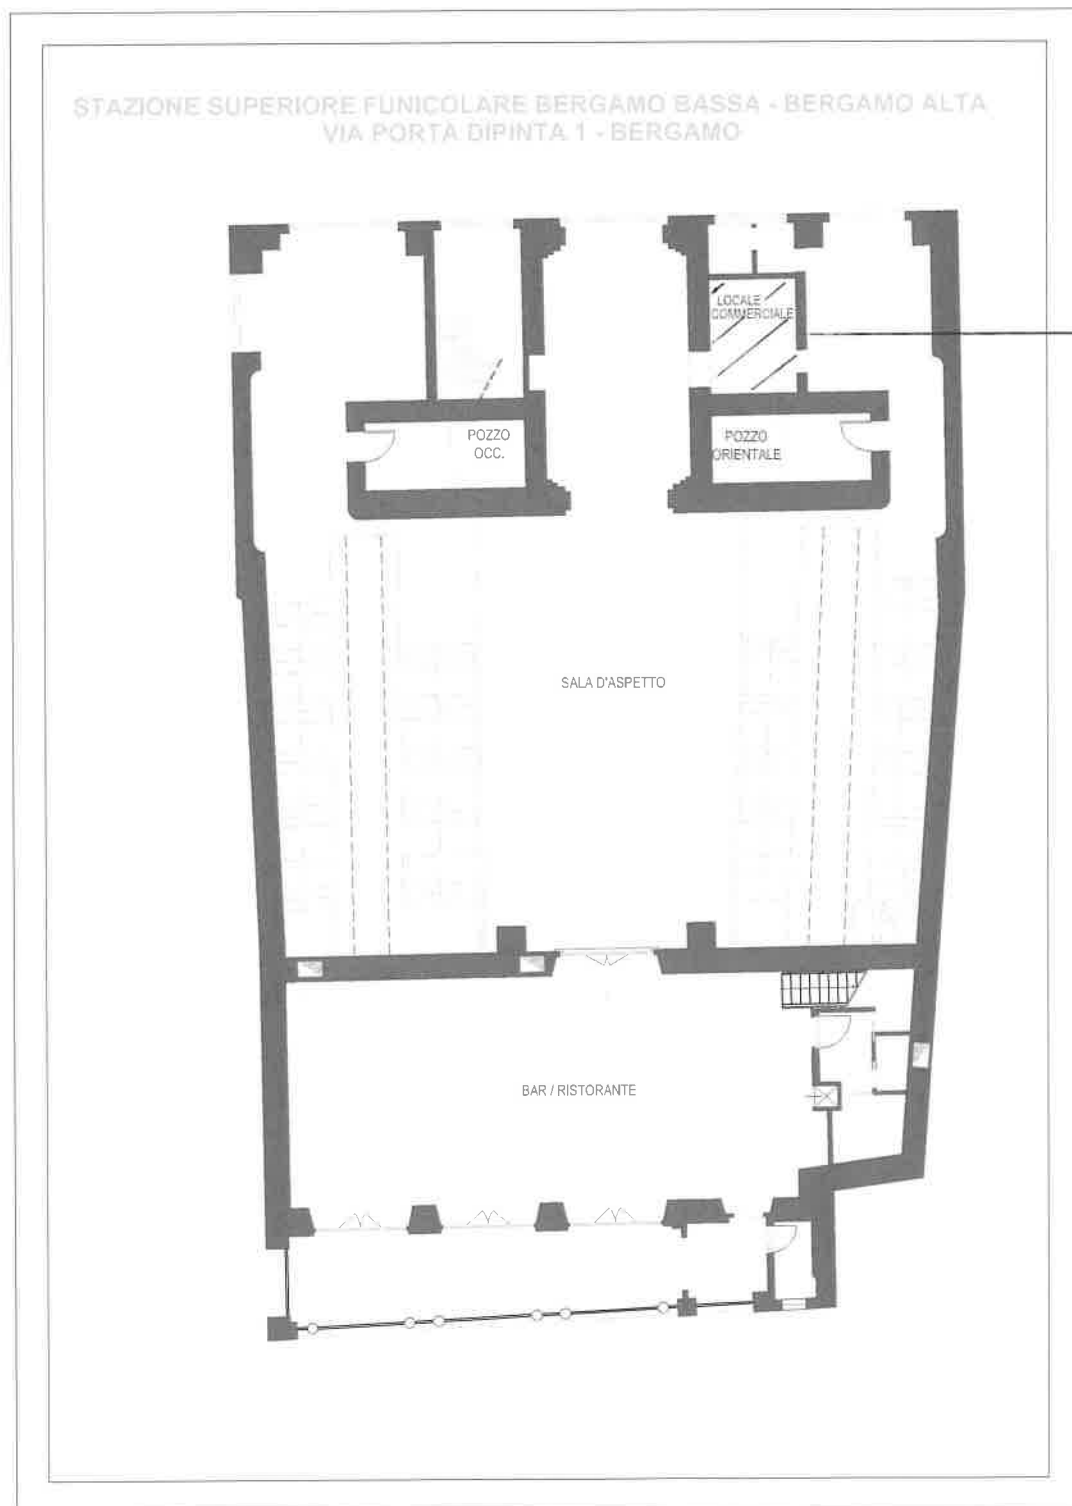 STAZIONE SUPERIORE FUNICOLARE BERGAMO BASSA - BERGAMO ALTA
VIA PORTA DIPINTA 1 - BERGAMO
LOCALE
COMMERCIALE
POZZO
OCC.
POZZO
ORIENTALE
SALA D'ASPETTO
BAR / RISTORANTE